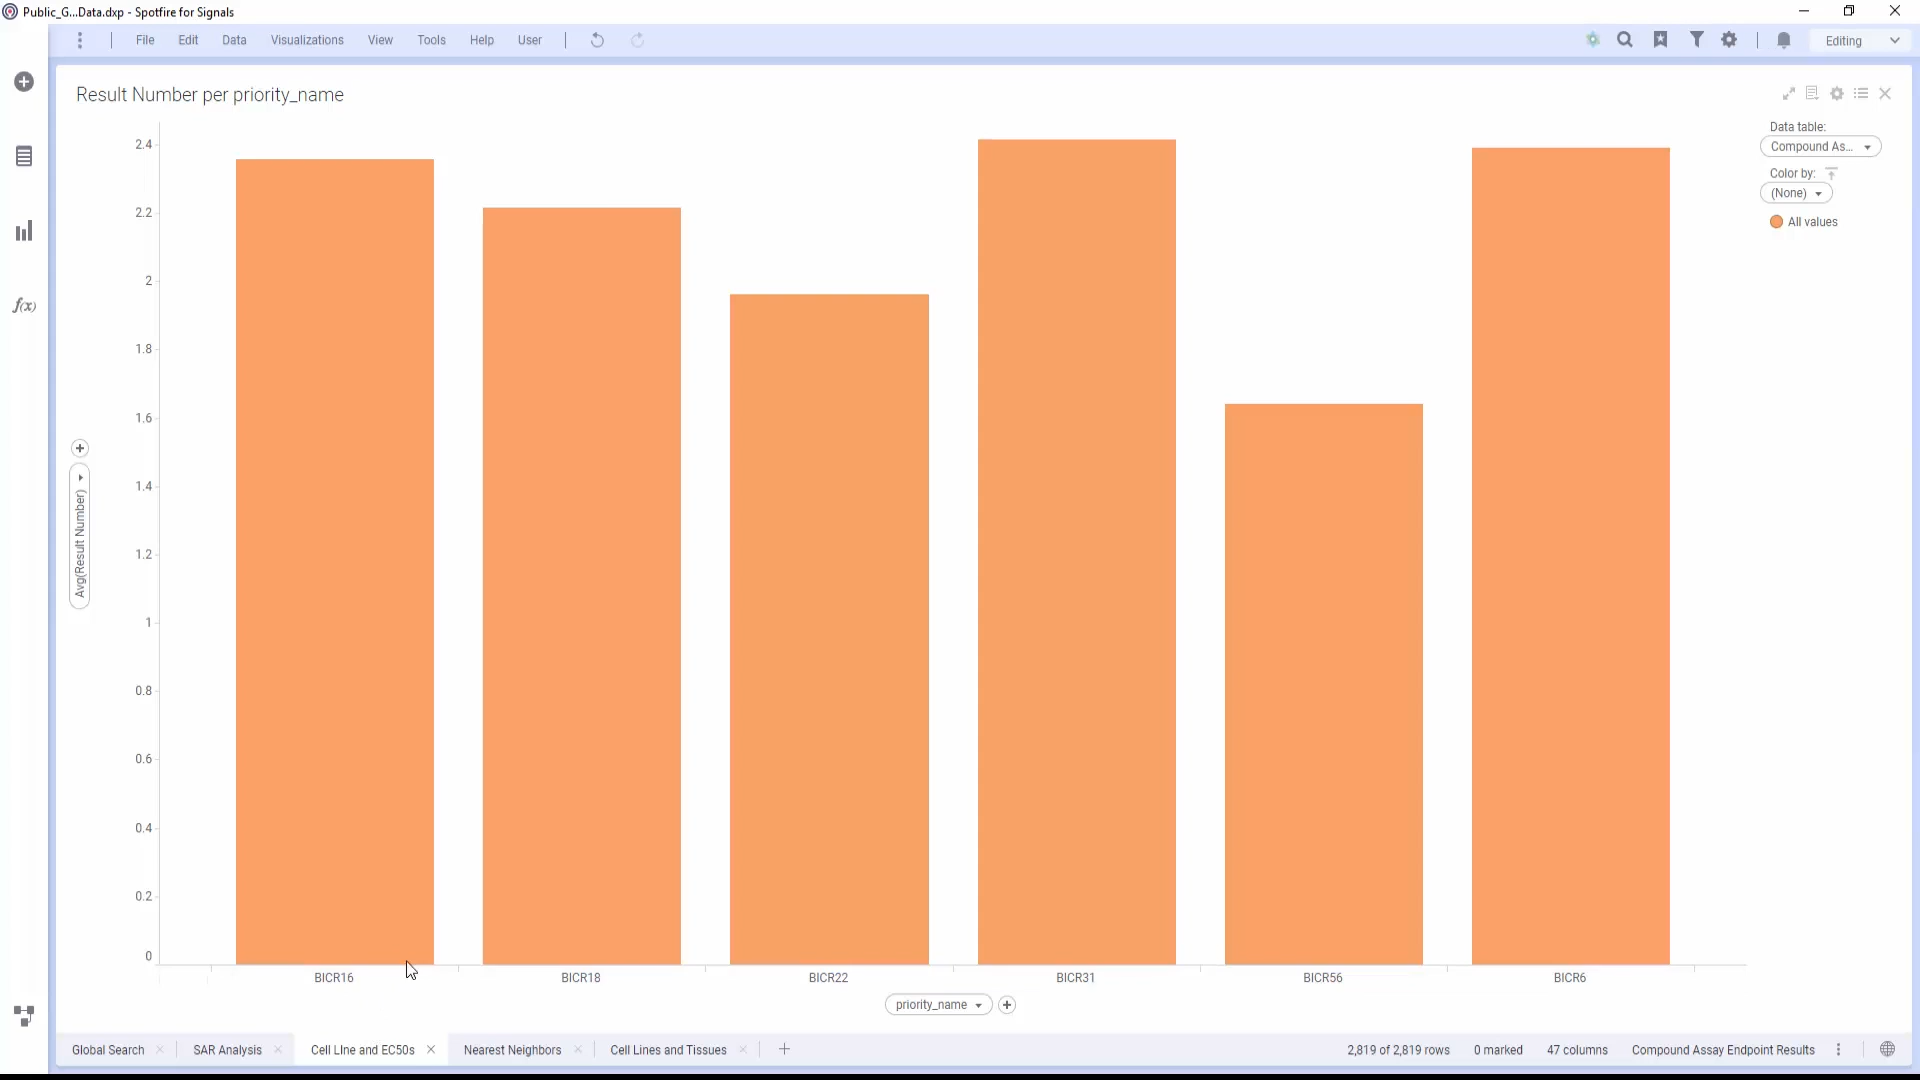 Public_G...Data.dxp - Spotfire for Signals
File Edit Data Visualizations View Tools Help User Editing
Result Number per priority_name
Data table:
Compound As...
Color by:
(None)
All values
f(x)
Avg(Result Number)
2.4
2.2
2
1.8
1.6
1.4
1.2
1
0.8
0.6
0.4
0.2
0
BICR16 BICR18 BICR22 BICR31 BICR56 BICR6
priority_name
Global Search SAR Analysis Cell LIne and EC50s Nearest Neighbors Cell Lines and Tissues 2,819 of 2,819 rows 0 marked 47 columns Compound Assay Endpoint Results